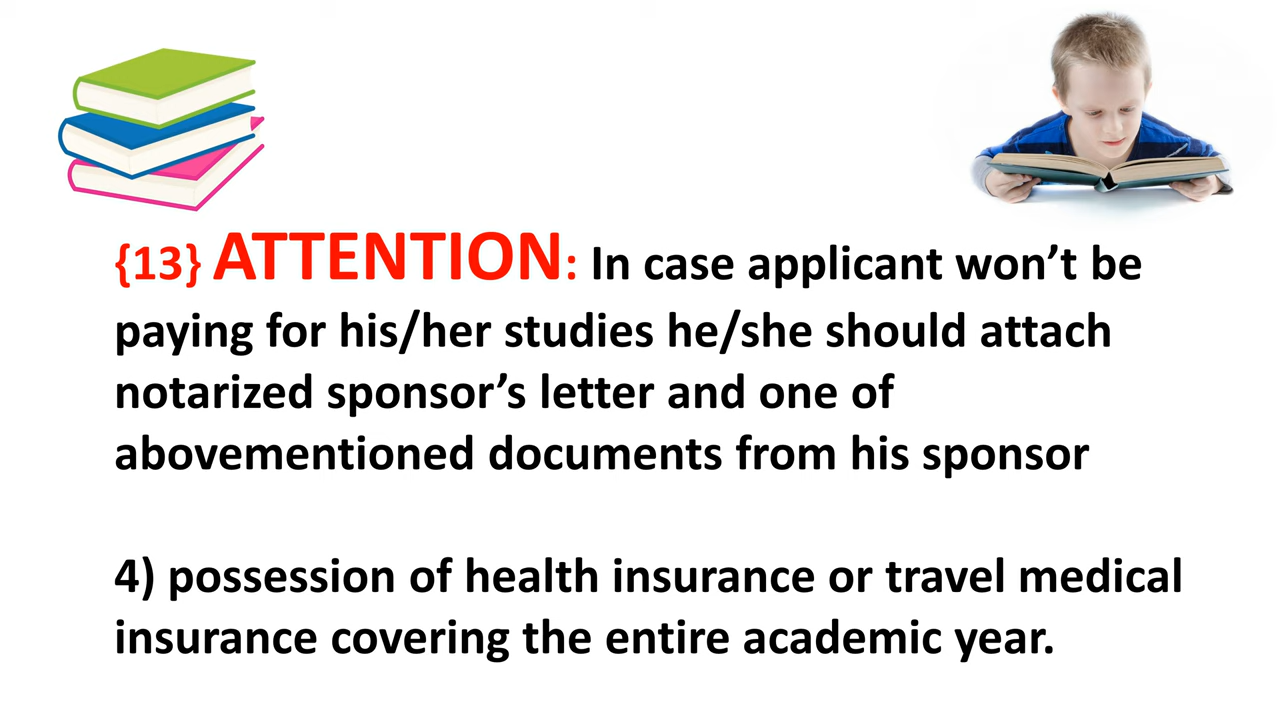 {13} ATTENTION: In case applicant won’t be
paying for his/her studies he/she should attach
notarized sponsor’s letter and one of
abovementioned documents from his sponsor
4) possession of health insurance or travel medical
insurance covering the entire academic year.